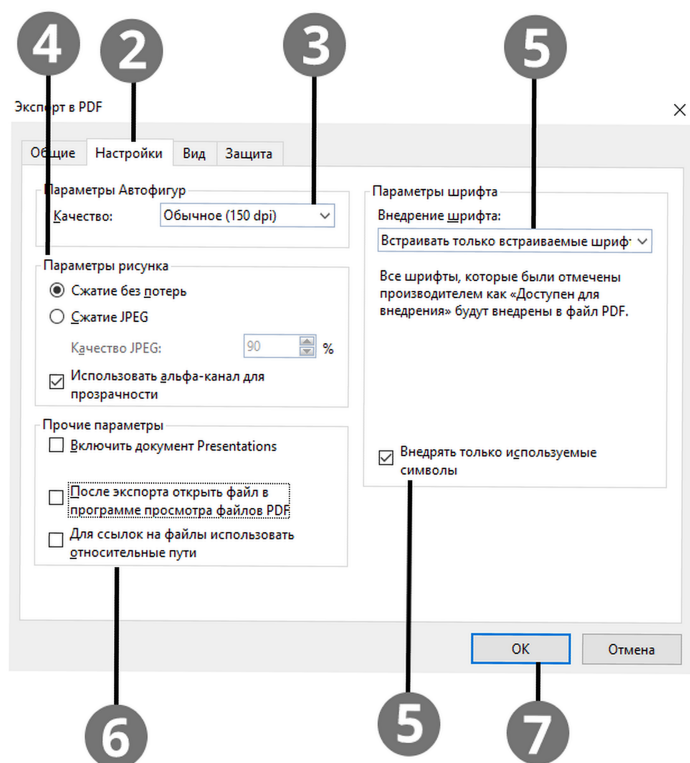 4 2 3 5
Экспорт в PDF
Общие Настройки Вид Защита
Параметры Автофигур
Качество: Обычное (150 dpi)
Параметры рисунка
Сжатие без потерь
Сжатие JPEG
Качество JPEG: 90 %
Использовать альфа-канал для
прозрачности
Прочие параметры
Включить документ Presentations
После экспорта открыть файл в
программе просмотра файлов PDF
Для ссылок на файлы использовать
относительные пути
Параметры шрифта
Внедрение шрифта:
Встраивать только встраиваемые шриф
Все шрифты, которые были отмечены
производителем как «Доступен для
внедрения» будут внедрены в файл PDF.
Внедрять только используемые
символы
OK Отмена
6 5 7